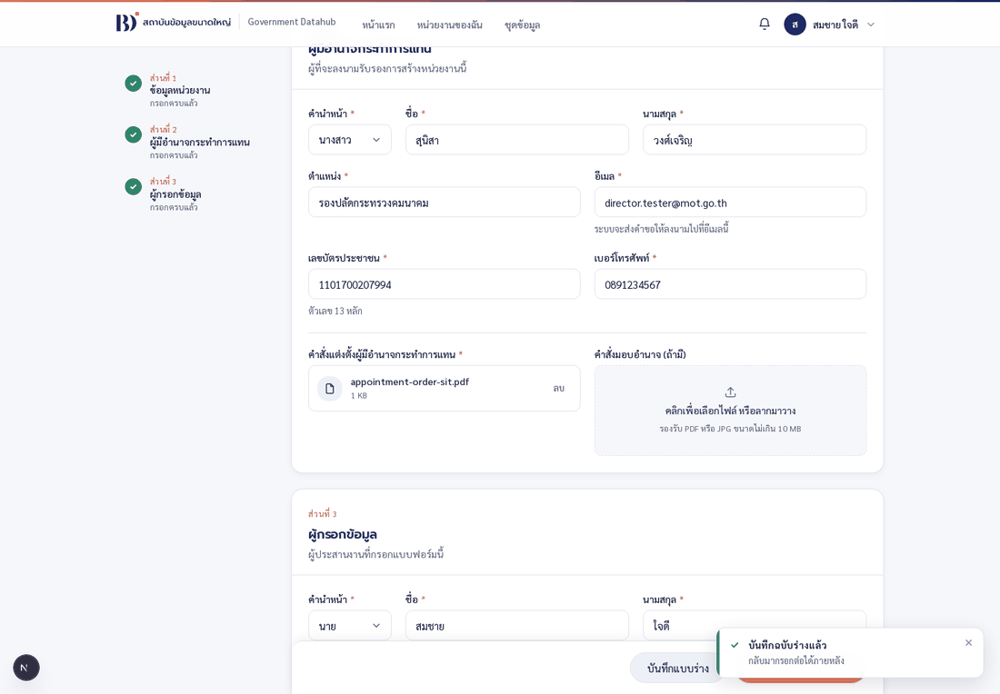 สถาบันข้อมูลขนาดใหญ่
Government Datahub
หน้าแรก
หน่วยงานของฉัน
ชุดข้อมูล
ส
สมชาย ใจดี
ส่วนที่ 1
ข้อมูลหน่วยงาน
กรอกครบแล้ว
ส่วนที่ 2
ผู้มีอำนาจกระทำการแทน
กรอกครบแล้ว
ส่วนที่ 3
ผู้กรอกข้อมูล
กรอกครบแล้ว
ผู้มีอำนาจกระทำการแทน
ผู้ที่จะลงนามรับรองการสร้างหน่วยงานนี้
คำนำหน้า * ชื่อ * นามสกุล *
นางสาว สุนิสา วงศ์เจริญ
ตำแหน่ง * อีเมล *
รองปลัดกระทรวงคมนาคม director.tester@mot.go.th
ระบบจะส่งคำขอให้ลงนามไปที่อีเมลนี้
เลขบัตรประชาชน * เบอร์โทรศัพท์ *
1101700207994 0891234567
ตัวเลข 13 หลัก
คำสั่งแต่งตั้งผู้มีอำนาจกระทำการแทน * คำสั่งมอบอำนาจ (ถ้ามี)
appointment-order-sit.pdf
1 KB
ลบ
คลิกเพื่อเลือกไฟล์ หรือลากมาวาง
รองรับ PDF หรือ JPG ขนาดไม่เกิน 10 MB
ส่วนที่ 3
ผู้กรอกข้อมูล
ผู้ประสานงานที่กรอกแบบฟอร์มนี้
คำนำหน้า * ชื่อ * นามสกุล *
นาย สมชาย ใจดี
บันทึกแบบร่าง
บันทึกฉบับร่างแล้ว
กลับมากรอกต่อได้ภายหลัง
N